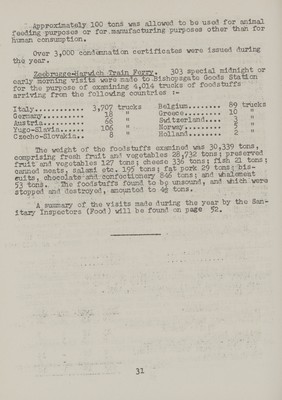 Approximately 100 tons was allowed to be used for animal
feeding purposes or for manufacturing purposes other than for
human consumption.
Over 3,000 condemnation certificates were issued during
the year.
Zeebrugge-Harwich Train Ferry. 303 special midnight or
early morning visits were made to Bishopsgate Goods Station
for the purpose of examining 4,014 trucks of foodstuffs
arriving from the following countries :-
Italy.......... 3,907 trucks Belgium........ 89 trucks
Germany........ 18 " Greece......... 10 "
Austria........ 66 " Switzerland.... "
Yugo-Slavia.... 106 " Norway......... "
Czecho-Slovakia.. 8 " Holland........ 2 "
The weight of the foodstuffs examined was 30,339 tons,
comprising fresh fruit and vegetables 28,732 tons; preserved
fruit and vegetables 127 tons; cheese 336 tons; fish 21 tons;
canned meats, salami etc. 195 tons; fat pork 29 tons; bis-
cuits, chocolate and confectionery 846 tons; and whalemeat
53 tons. The foodstuffs found to be unsound, and which were
stopped and destroyed, amounted to tons.
A summary of the visits made during the year by the San-
itary Inspectors (Food) will be found on page 52.
31